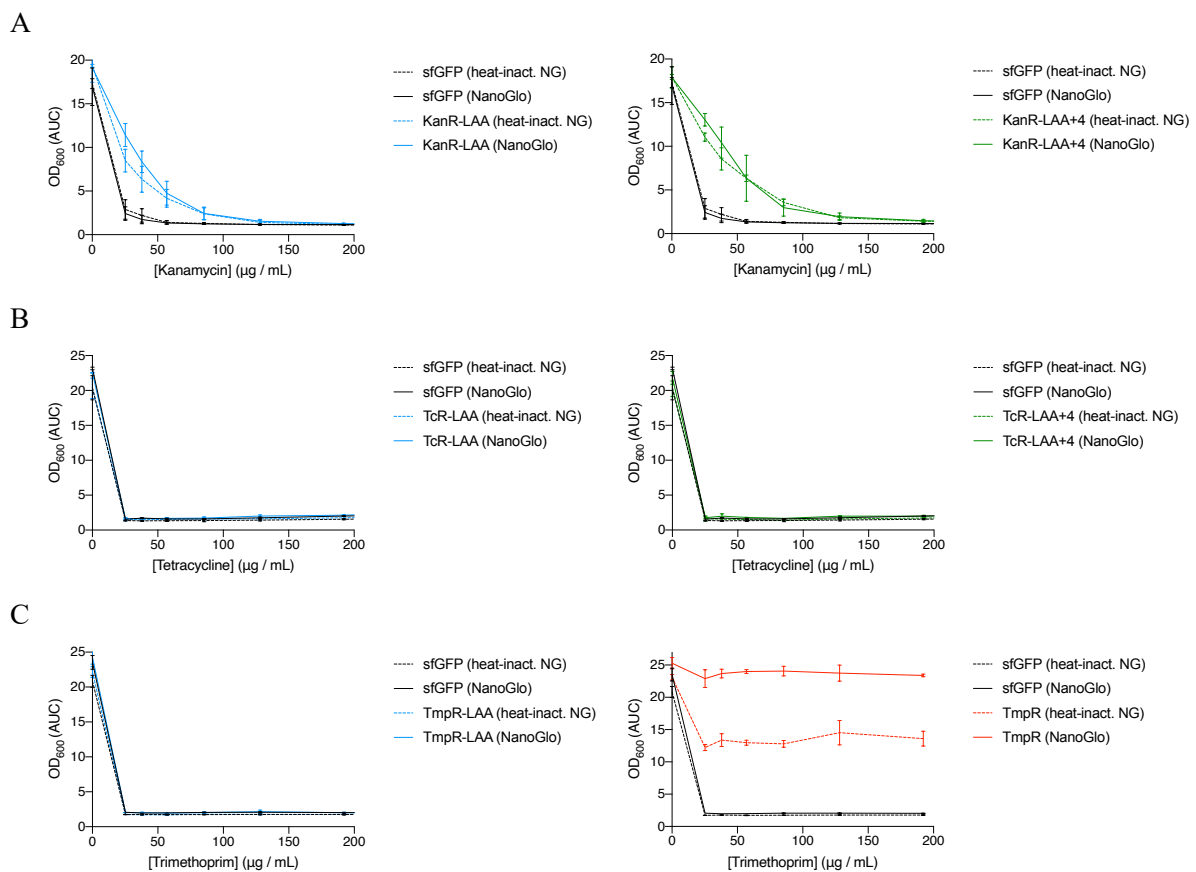 A
20
15
10
5
0
OD600 (AUC)
0 50 100 150 200
[Kanamycin] (µg / mL)
sfGFP (heat-inact. NG)
sfGFP (NanoGlo)
KanR-LAA (heat-inact. NG)
KanR-LAA (NanoGlo)
20
15
10
5
0
OD600 (AUC)
0 50 100 150 200
[Kanamycin] (µg / mL)
sfGFP (heat-inact. NG)
sfGFP (NanoGlo)
KanR-LAA+4 (heat-inact. NG)
KanR-LAA+4 (NanoGlo)
B
25
20
15
10
5
0
OD600 (AUC)
0 50 100 150 200
[Tetracycline] (µg / mL)
sfGFP (heat-inact. NG)
sfGFP (NanoGlo)
TcR-LAA (heat-inact. NG)
TcR-LAA (NanoGlo)
25
20
15
10
5
0
OD600 (AUC)
0 50 100 150 200
[Tetracycline] (µg / mL)
sfGFP (heat-inact. NG)
sfGFP (NanoGlo)
TcR-LAA+4 (heat-inact. NG)
TcR-LAA+4 (NanoGlo)
C
25
20
15
10
5
0
OD600 (AUC)
0 50 100 150 200
[Trimethoprim] (µg / mL)
sfGFP (heat-inact. NG)
sfGFP (NanoGlo)
TmpR-LAA (heat-inact. NG)
TmpR-LAA (NanoGlo)
25
20
15
10
5
0
OD600 (AUC)
0 50 100 150 200
[Trimethoprim] (µg / mL)
sfGFP (heat-inact. NG)
sfGFP (NanoGlo)
TmpR (heat-inact. NG)
TmpR (NanoGlo)